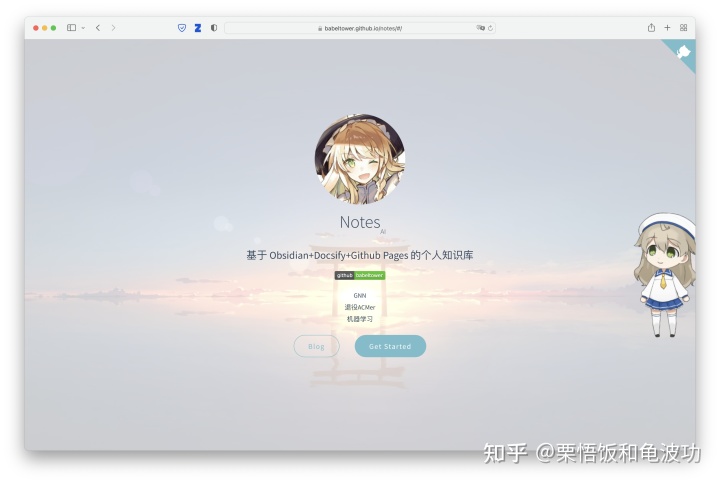 babeltower.github.io/notes/#/
Notes
AI
基于 Obsidian+Docsify+Github Pages 的个人知识库
github babeltower
GNN
退役ACMer
机器学习
Blog
Get Started
知乎 @栗悟饭和龟波功